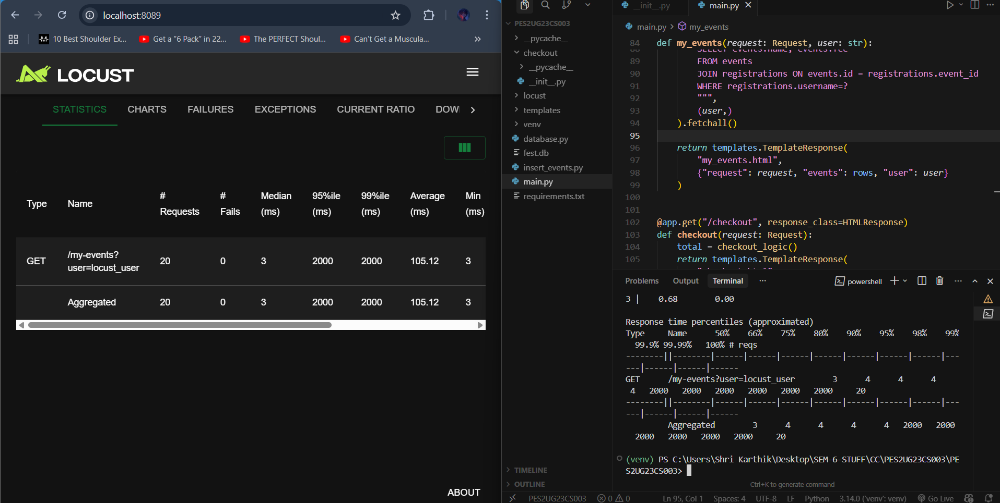 localhost:8089
10 Best Shoulder Ex...
Get a “6 Pack” in 22...
The PERFECT Shoul...
Can't Get a Muscula...
LOCUST
STATISTICS
CHARTS
FAILURES
EXCEPTIONS
CURRENT RATIO
DOW
Type
Name
# Requests
# Fails
Median (ms)
95%ile (ms)
99%ile (ms)
Average (ms)
Min (ms)
GET /my-events?user=locust_user 20 0 3 2000 2000 105.12 3
Aggregated 20 0 3 2000 2000 105.12 3
ABOUT
PES2UG23CS003
__pycache__
checkout
__pycache__
__init__.py
locust
templates
venv
database.py
fest.db
insert_events.py
main.py
requirements.txt
TIMELINE
OUTLINE
__init__.py
main.py
main.py > my_events
84 def my_events(request: Request, user: str):
88 SELECT events.name, events.fee
89 FROM events
90 JOIN registrations ON events.id = registrations.event_id
91 WHERE registrations.username=?
92 """,
93 (user,)
94 ).fetchall()
95
96 return templates.TemplateResponse(
97 "my_events.html",
98 {"request": request, "events": rows, "user": user}
99 )
100
101
102 @app.get("/checkout", response_class=HTMLResponse)
103 def checkout(request: Request):
104 total = checkout_logic()
105 return templates.TemplateResponse(
Problems Output Terminal ··· powershell
3 | 0.68 0.00
Response time percentiles (approximated)
Type Name 50% 66% 75% 80% 90% 95% 98% 99%
99.9% 99.99% 100% # reqs
--------||--------|------|------|------|------|------|------|---
---|------|------|------
GET /my-events?user=locust_user 3 4 4 4
4 2000 2000 2000 2000 2000 2000 20
--------||--------|------|------|------|------|------|------|---
---|------|------|------
Aggregated 3 4 4 4 4 2000 2000
2000 2000 2000 2000 20
(venv) PS C:\Users\Shri Karthik\Desktop\SEM-6-STUFF\CC\PES2UG23CS003\PE
S2UG23CS003>
Ctrl+K to generate command
PES2UG23CS003 0 0 Ln 95, Col 1 Spaces: 4 UTF-8 LF Python 3.14.0 ('venv': venv) Go Live